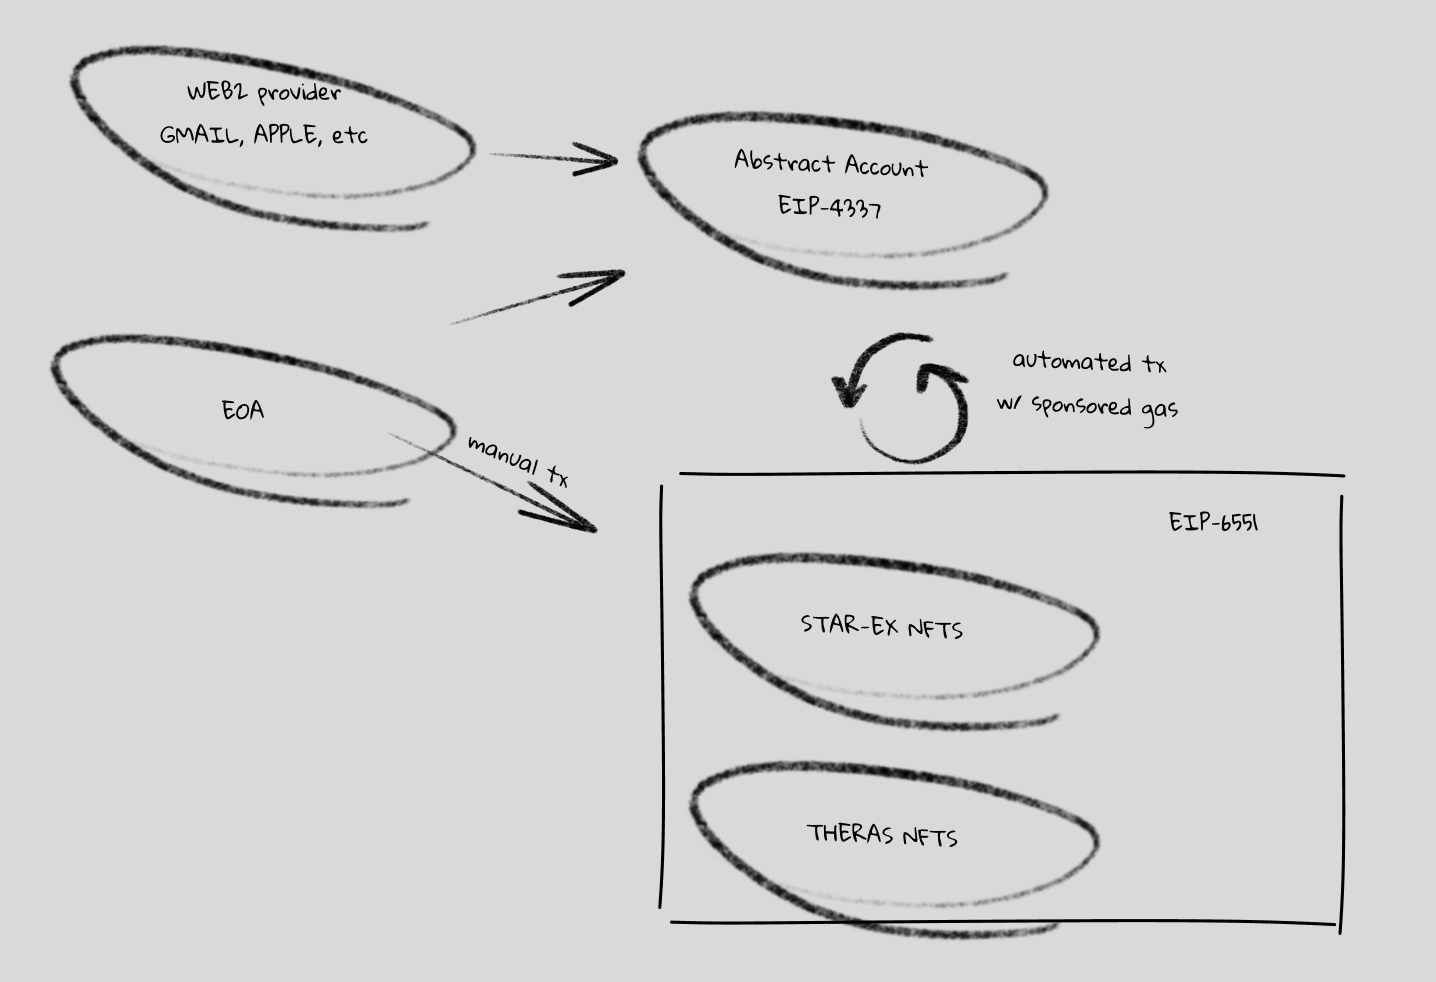 WEB2 provider
GMAIL, APPLE, etc
Abstract Account
EIP-4337
EOA
manual tx
automated tx
w/ sponsored gas
EIP-6551
STAR-EX NFTS
THERAS NFTS